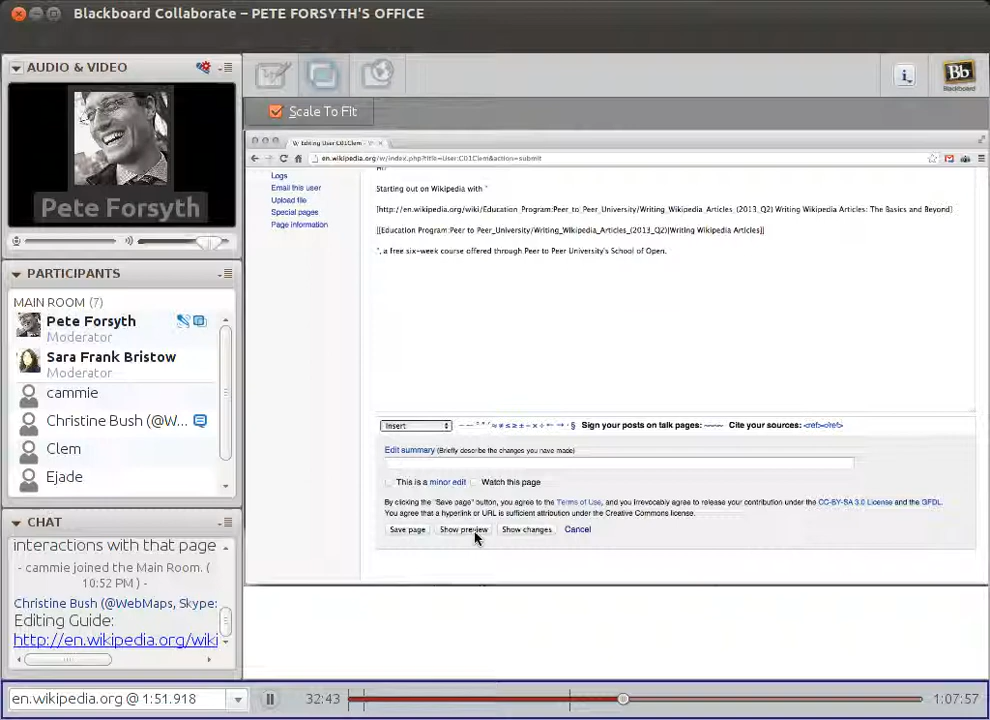 Blackboard Collaborate – PETE FORSYTH'S OFFICE
AUDIO & VIDEO
Pete Forsyth
PARTICIPANTS
MAIN ROOM (7)
Pete Forsyth
Moderator
Sara Frank Bristow
Moderator
cammie
Christine Bush (@W...
Clem
Ejade
CHAT
interactions with that page
- cammie joined the Main Room. (
10:52 PM ) -
Christine Bush (@WebMaps, Skype:
Editing Guide:
http://en.wikipedia.org/wiki
Scale To Fit
i
Bb
Blackboard
Editing User:C01Clem -
en.wikipedia.org/w/index.php?title=User:C01Clem&action=submit
Logs
Email this user
Upload file
Special pages
Page information
Starting out on Wikipedia with "
[http://en.wikipedia.org/wiki/Education_Program:Peer_to_Peer_University/Writing_Wikipedia_Articles_(2013_Q2) Writing Wikipedia Articles: The Basics and Beyond]
[[Education Program:Peer to Peer_University/Writing_Wikipedia_Articles_(2013_Q2)|Writing Wikipedia Articles]]
", a free six-week course offered through Peer to Peer University's School of Open.
Insert
Sign your posts on talk pages: ~~~~ Cite your sources: <ref></ref>
Edit summary (Briefly describe the changes you have made)
This is a minor edit Watch this page
By clicking the "Save page" button, you agree to the Terms of Use, and you irrevocably agree to release your contribution under the CC-BY-SA 3.0 License and the GFDL.
You agree that a hyperlink or URL is sufficient attribution under the Creative Commons license.
Save page Show preview Show changes Cancel
en.wikipedia.org @ 1:51.918
32:43
1:07:57